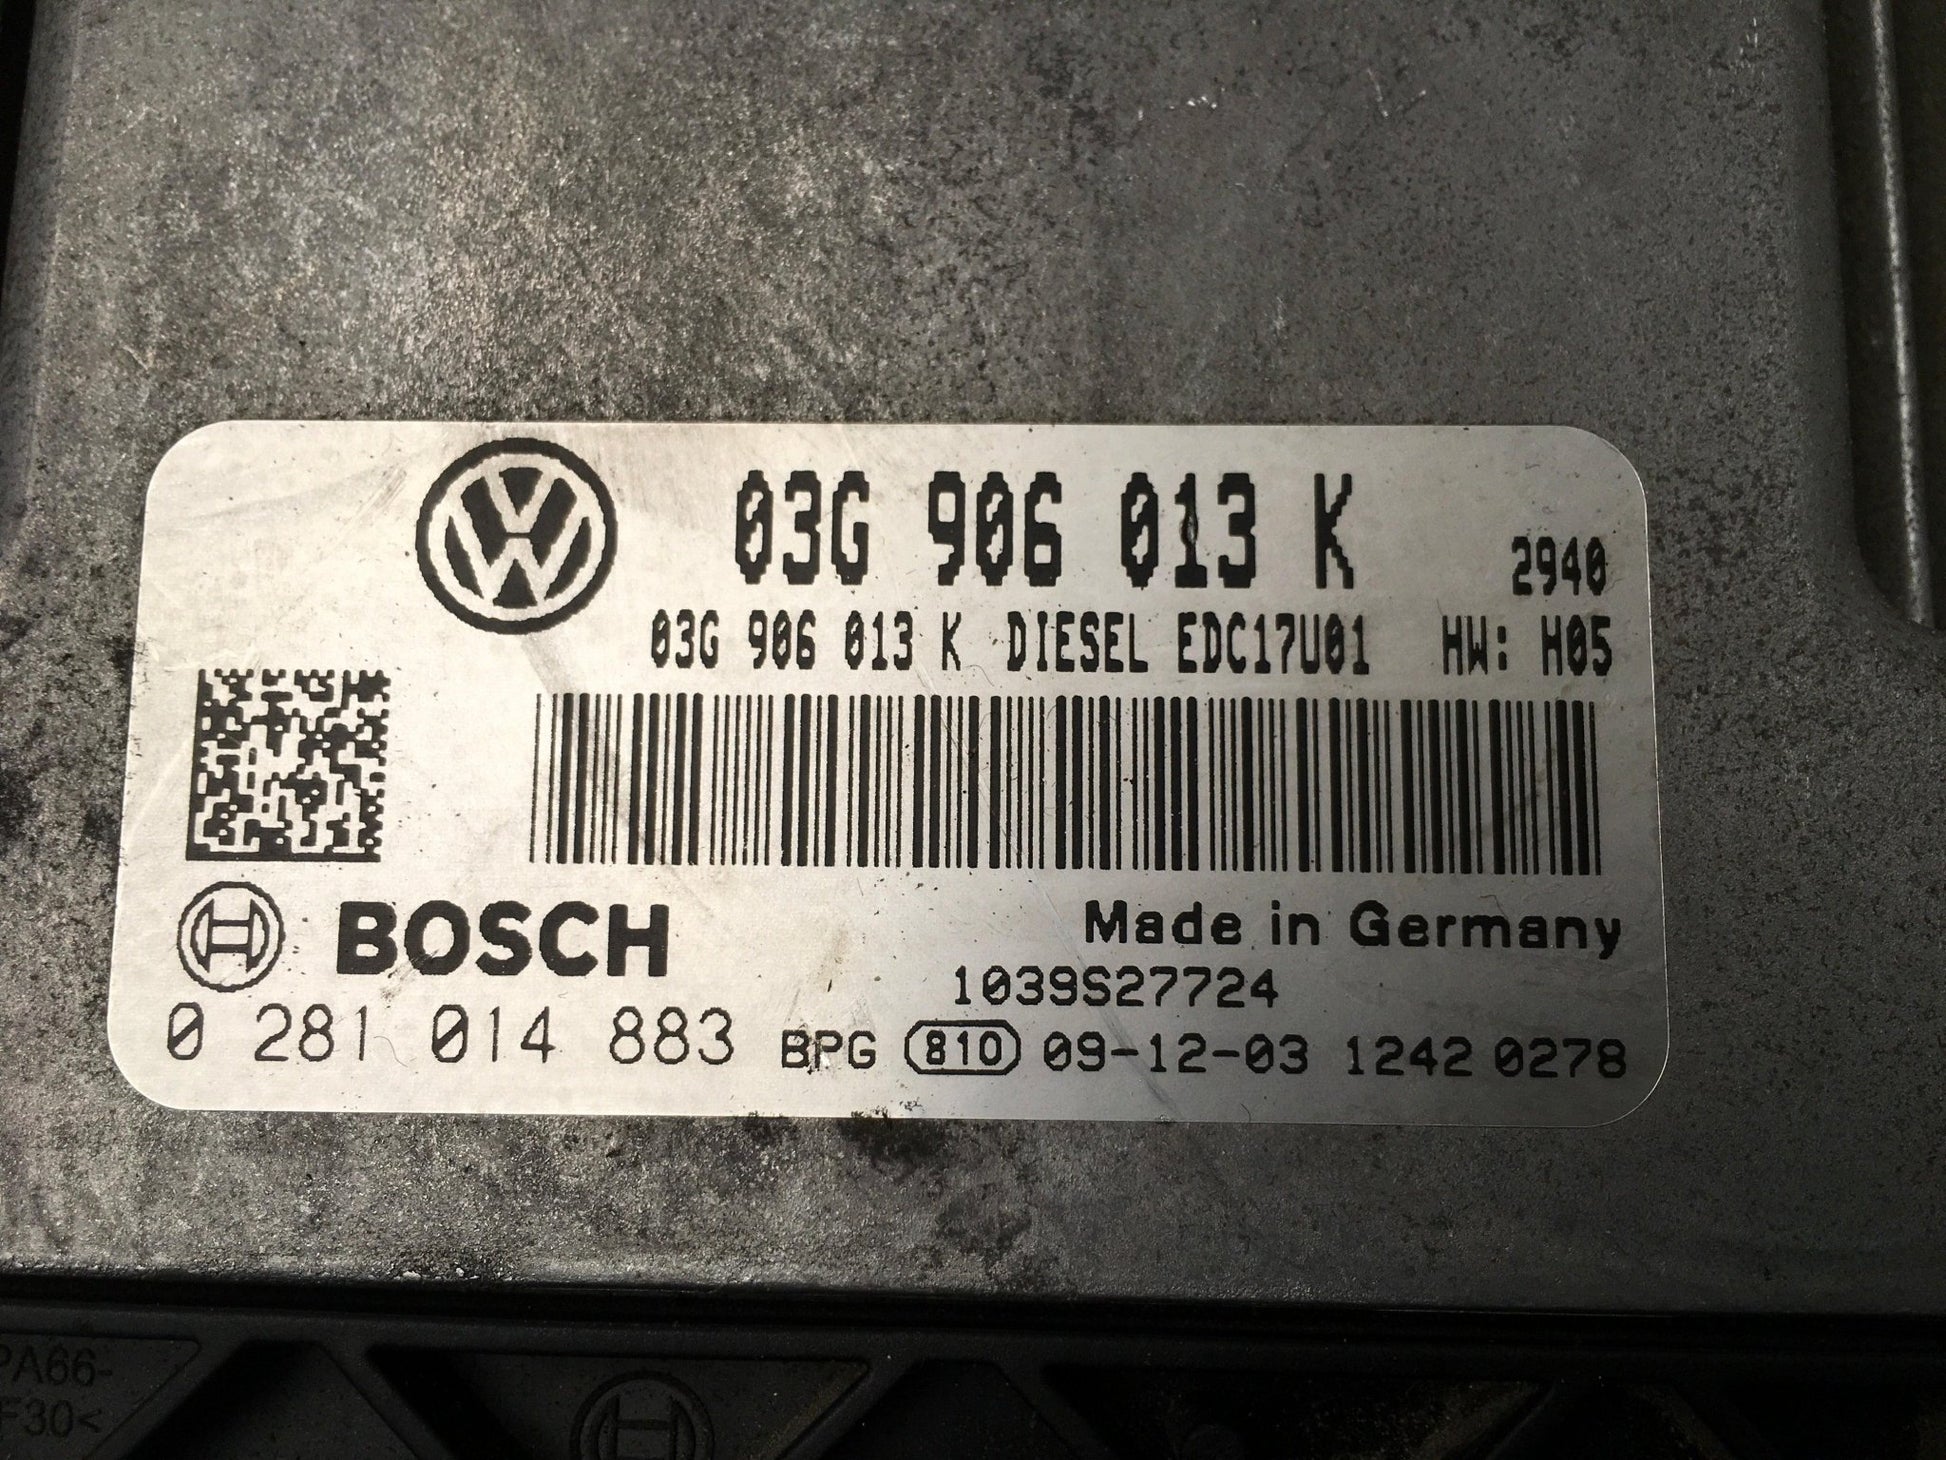 03G 906 013 K
2940
03G 906 013 K DIESEL EDC17U01 HW: H05
BOSCH
Made in Germany
1039S27724
0 281 014 883 BPG 810 09-12-03 1242 0278
PA66-
F30<